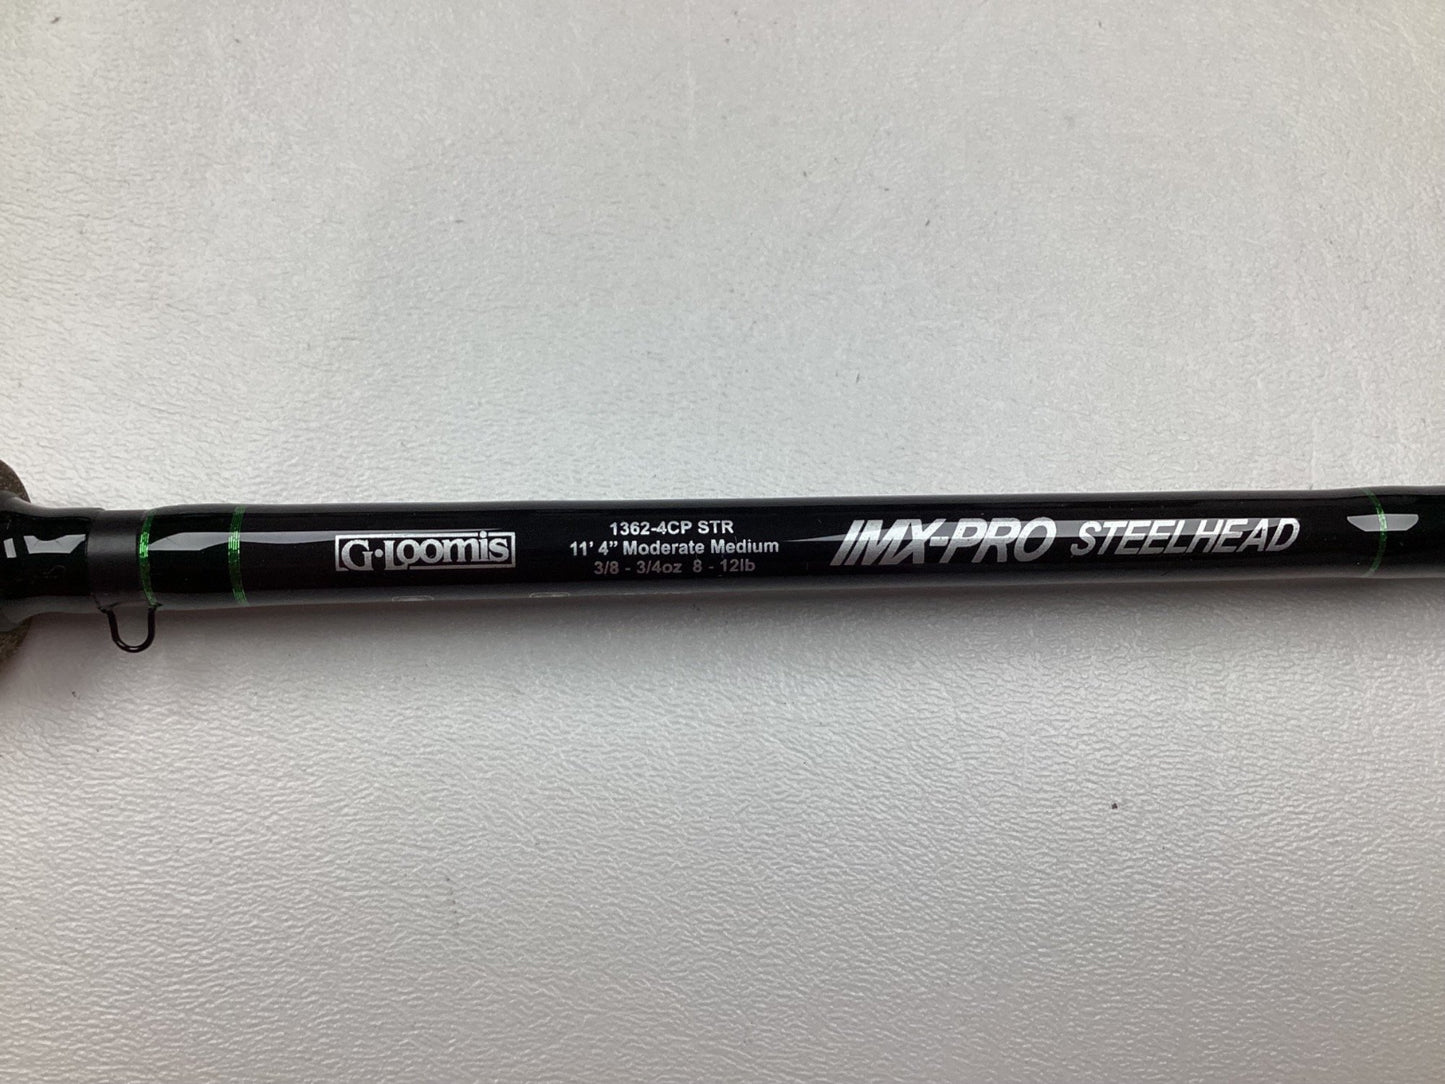 G·Loomis
1362-4CP STR
11' 4" Moderate Medium
3/8 - 3/4oz 8 - 12lb
IMX-PRO STEELHEAD